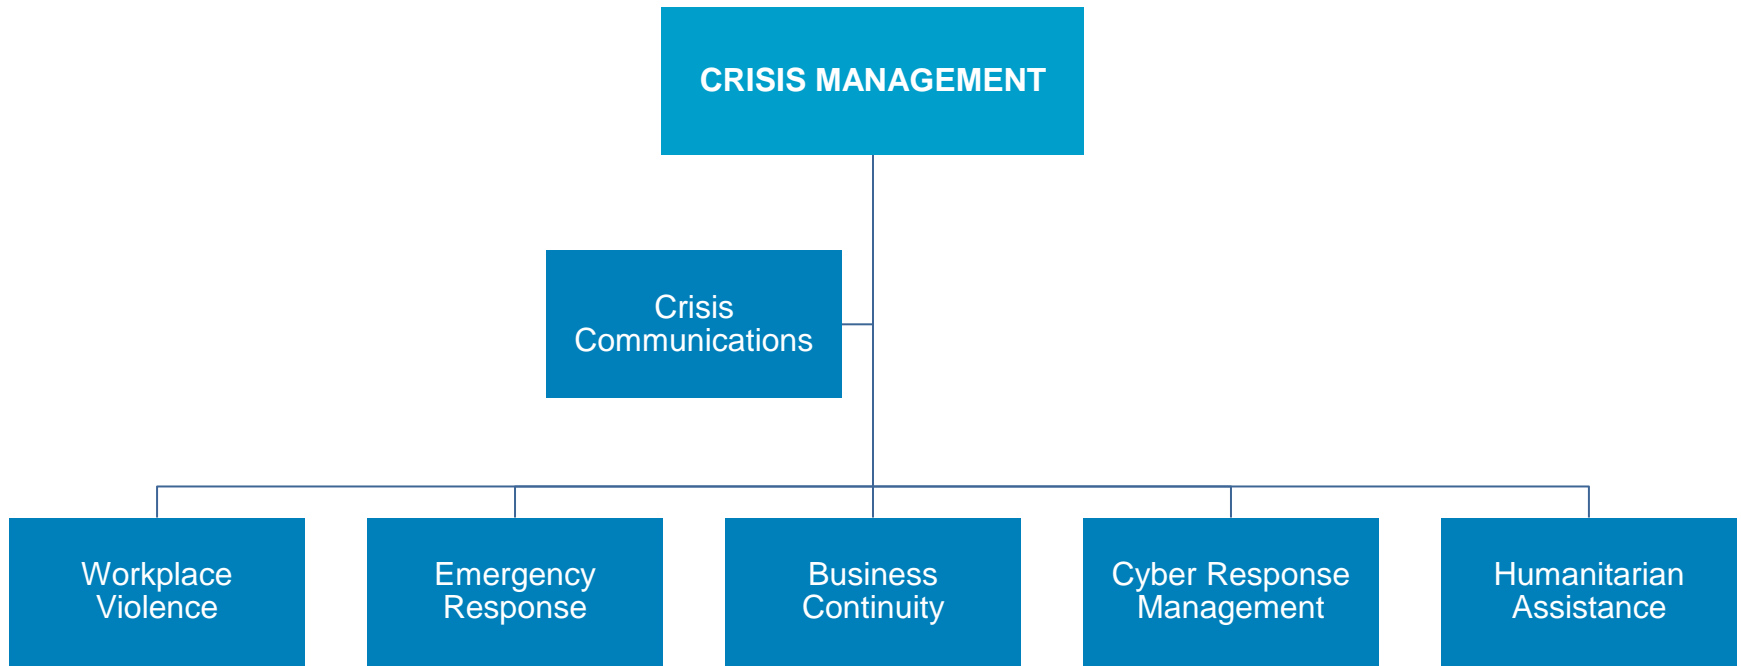 CRISIS MANAGEMENT
Crisis
Communications
Workplace
Violence
Emergency
Response
Business
Continuity
Cyber Response
Management
Humanitarian
Assistance